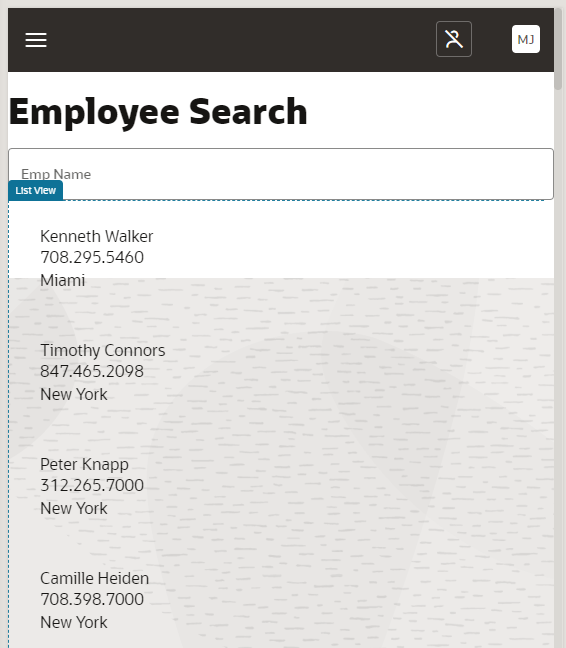 MJ
Employee Search
Emp Name
List View
Kenneth Walker
708.295.5460
Miami
Timothy Connors
847.465.2098
New York
Peter Knapp
312.265.7000
New York
Camille Heiden
708.398.7000
New York